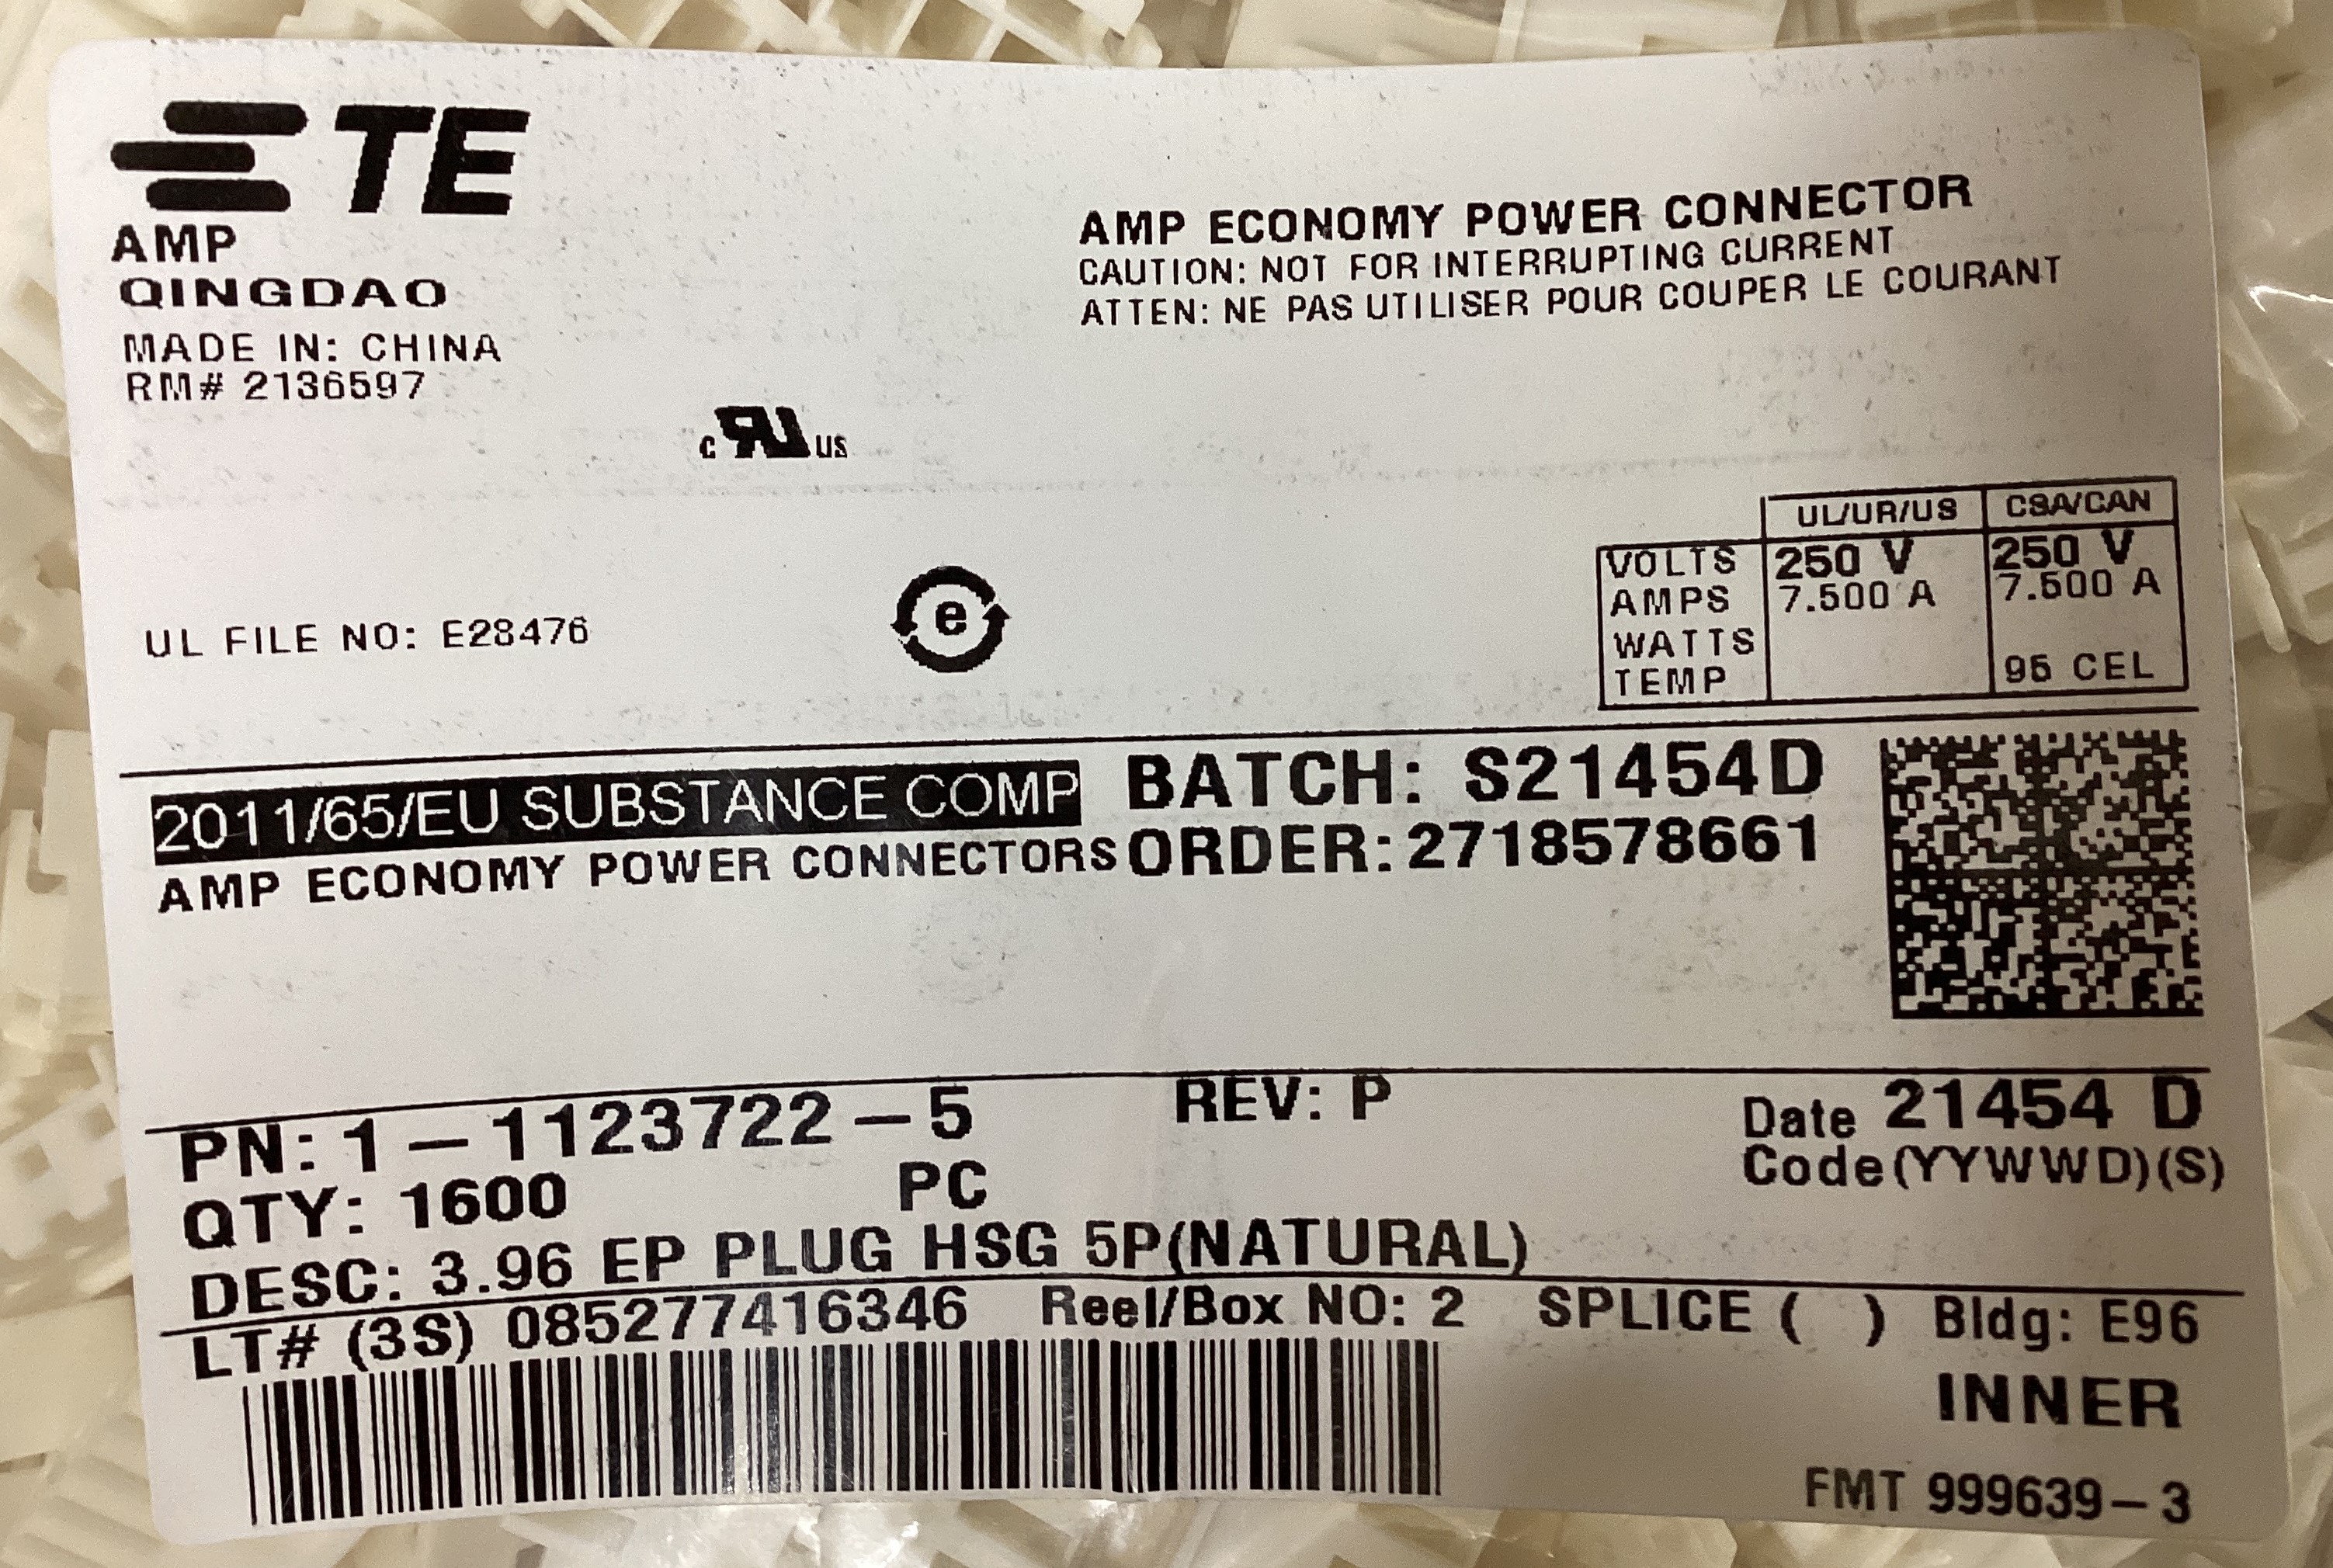 TE
AMP
QINGDAO
MADE IN: CHINA
RM# 2136597
AMP ECONOMY POWER CONNECTOR
CAUTION: NOT FOR INTERRUPTING CURRENT
ATTEN: NE PAS UTILISER POUR COUPER LE COURANT
c RU us
UL FILE NO: E28476
e
UL/UR/US CSA/CAN
VOLTS 250 V 250 V
AMPS 7.500 A 7.500 A
WATTS
TEMP 95 CEL
2011/65/EU SUBSTANCE COMP
AMP ECONOMY POWER CONNECTORS
BATCH: S21454D
ORDER: 2718578661
PN: 1-1123722-5
REV: P
Date 21454 D
Code (YYWWD)(S)
QTY: 1600 PC
DESC: 3.96 EP PLUG HSG 5P(NATURAL)
LT# (3S) 085277416346 Reel/Box NO: 2 SPLICE ( ) Bldg: E96
INNER
FMT 999639-3